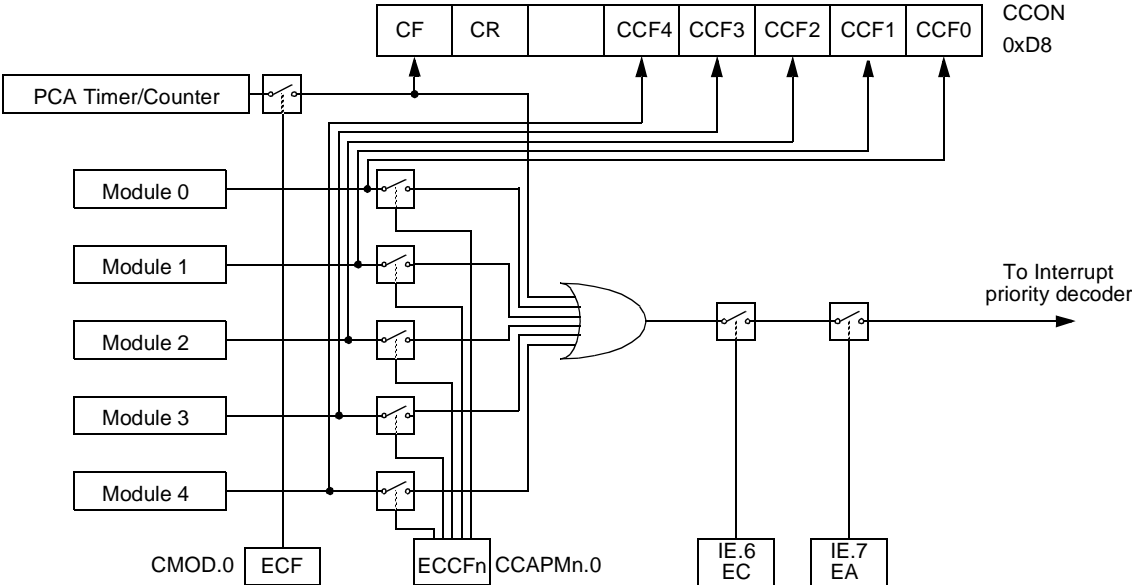 CF CR CCF4 CCF3 CCF2 CCF1 CCF0 CCON
0xD8
PCA Timer/Counter
Module 0
Module 1
To Interrupt
priority decoder
Module 2
Module 3
Module 4
CMOD.0 ECF ECCFn CCAPMn.0
IE.6
EC
IE.7
EA